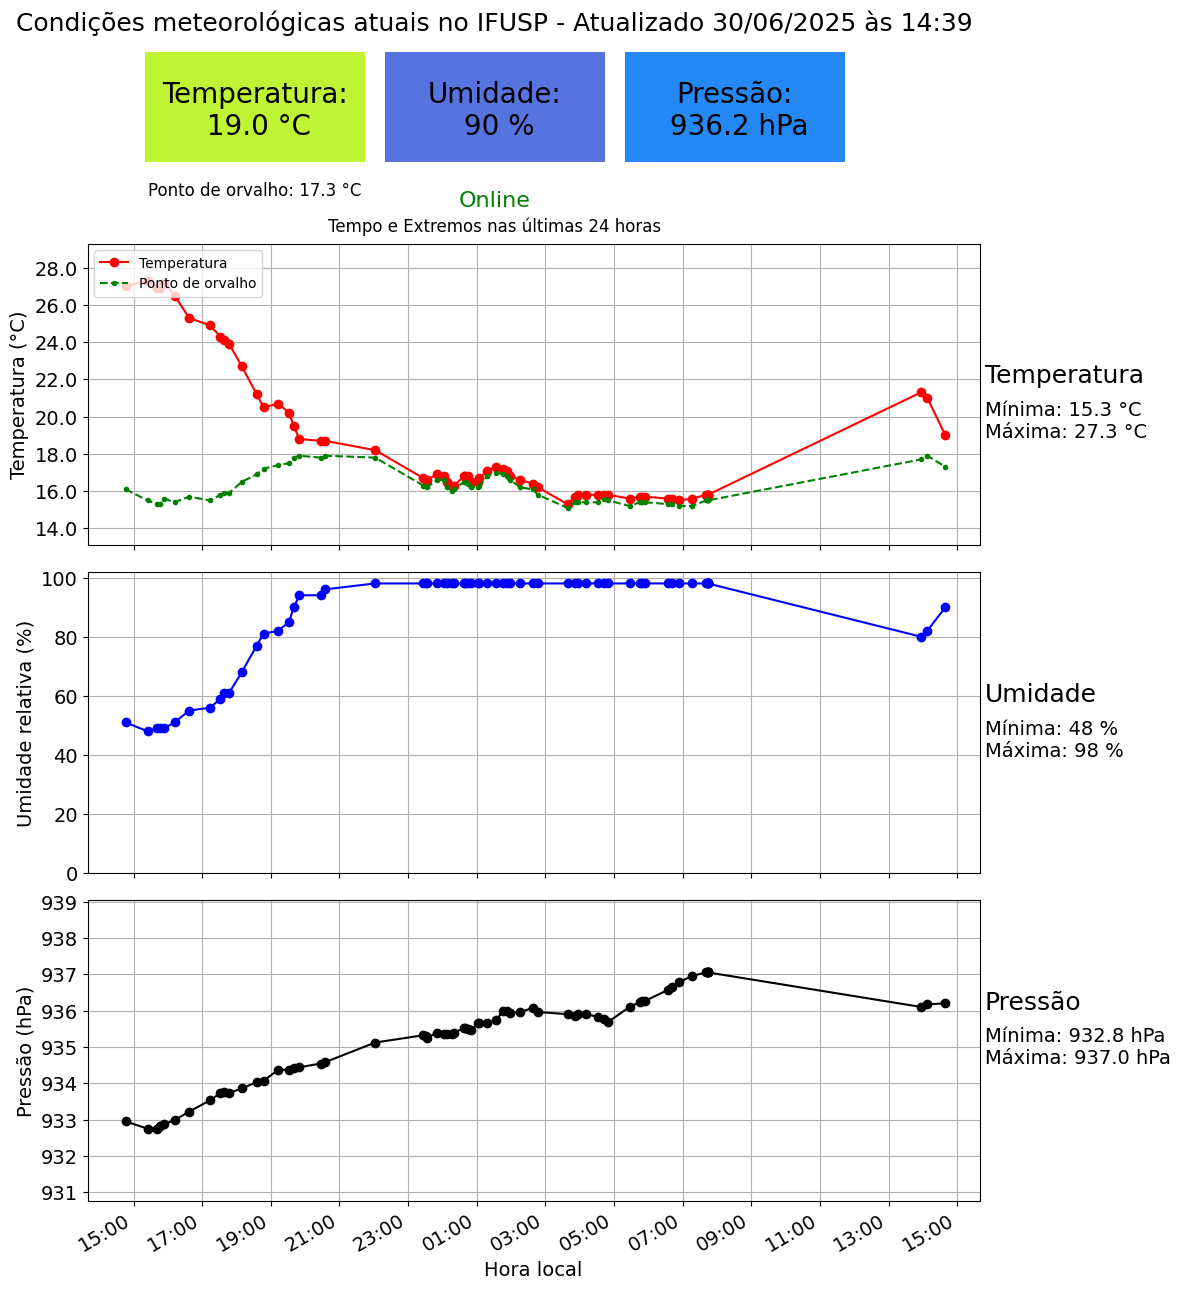 Condições meteorológicas atuais no IFUSP - Atualizado 30/06/2025 às 14:39
Temperatura:
19.0 °C
Umidade:
90 %
Pressão:
936.2 hPa
Ponto de orvalho: 17.3 °C
Online
Tempo e Extremos nas últimas 24 horas
Temperatura
Ponto de orvalho
Temperatura (°C)
28.0
26.0
24.0
22.0
20.0
18.0
16.0
14.0
Temperatura
Mínima: 15.3 °C
Máxima: 27.3 °C
Umidade relativa (%)
100
80
60
40
20
0
Umidade
Mínima: 48 %
Máxima: 98 %
Pressão (hPa)
939
938
937
936
935
934
933
932
931
Pressão
Mínima: 932.8 hPa
Máxima: 937.0 hPa
15:00
17:00
19:00
21:00
23:00
01:00
03:00
05:00
07:00
09:00
11:00
13:00
15:00
Hora local